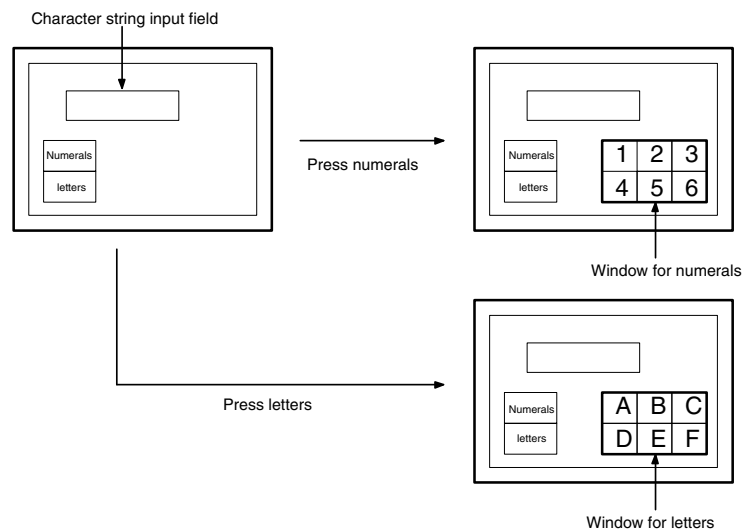 Character string input field
Numerals
letters
Press numerals
Numerals
letters
1 2 3
4 5 6
Window for numerals
Press letters
Numerals
letters
A B C
D E F
Window for letters